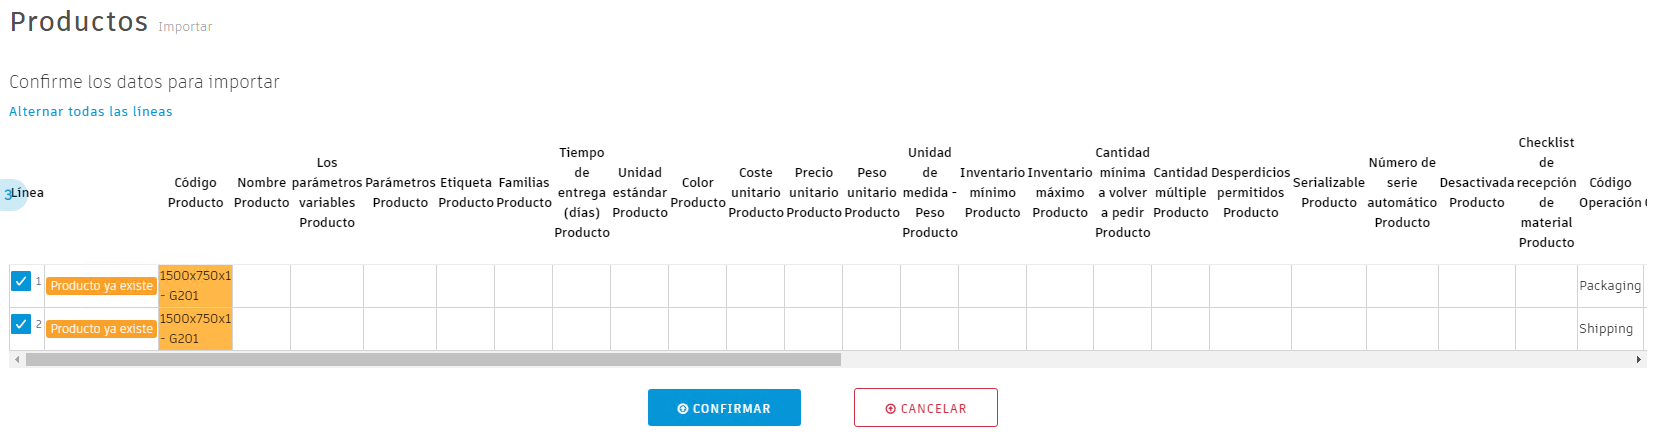 Productos Importar
Confirme los datos para importar
Alternar todas las líneas
3
Línea
Código Producto
Nombre Producto
Los parámetros variables Producto
Parámetros Producto
Etiqueta Producto
Familias Producto
Tiempo de entrega (días) Producto
Unidad estándar Producto
Color Producto
Coste unitario Producto
Precio unitario Producto
Peso unitario Producto
Unidad de medida - Peso Producto
Inventario mínimo Producto
Inventario máximo Producto
Cantidad mínima a volver a pedir Producto
Cantidad múltiple Producto
Desperdicios permitidos Producto
Serializable Producto
Número de serie automático Producto
Desactivada Producto
Checklist de recepción de material Producto
Código Operación
1 Producto ya existe 1500x750x1 - G201 Packaging
2 Producto ya existe 1500x750x1 - G201 Shipping
CONFIRMAR
CANCELAR